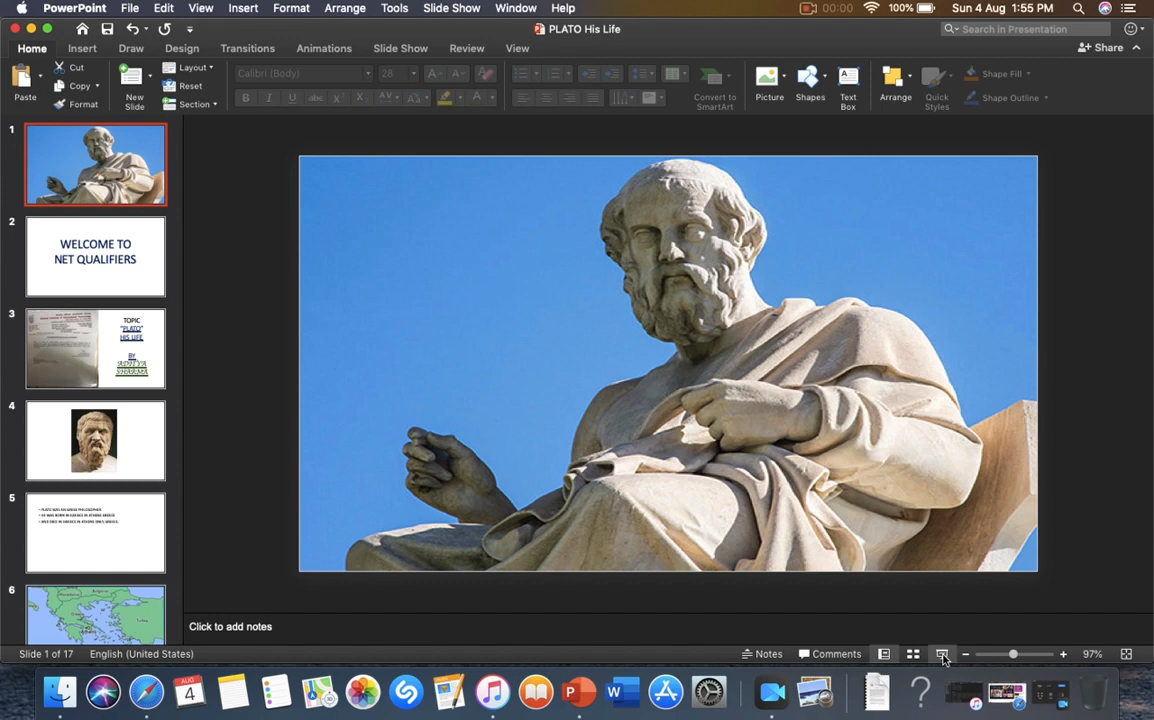 PowerPoint File Edit View Insert Format Arrange Tools Slide Show Window Help 00:00 100% Sun 4 Aug 1:55 PM
PLATO His Life
Search in Presentation
Home Insert Draw Design Transitions Animations Slide Show Review View
Share
Paste
Cut
Copy
Format
New Slide
Layout
Reset
Section
Calibri (Body) 28
Convert to SmartArt
Picture
Shapes
Text Box
Arrange
Quick Styles
Shape Fill
Shape Outline
1
2
WELCOME TO
NET QUALIFIERS
3
TOPIC
"PLATO"
HIS LIFE
BY
ADITYA
SHARMA
4
5
6
Click to add notes
Slide 1 of 17 English (United States)
Notes Comments 97%
AUG
4